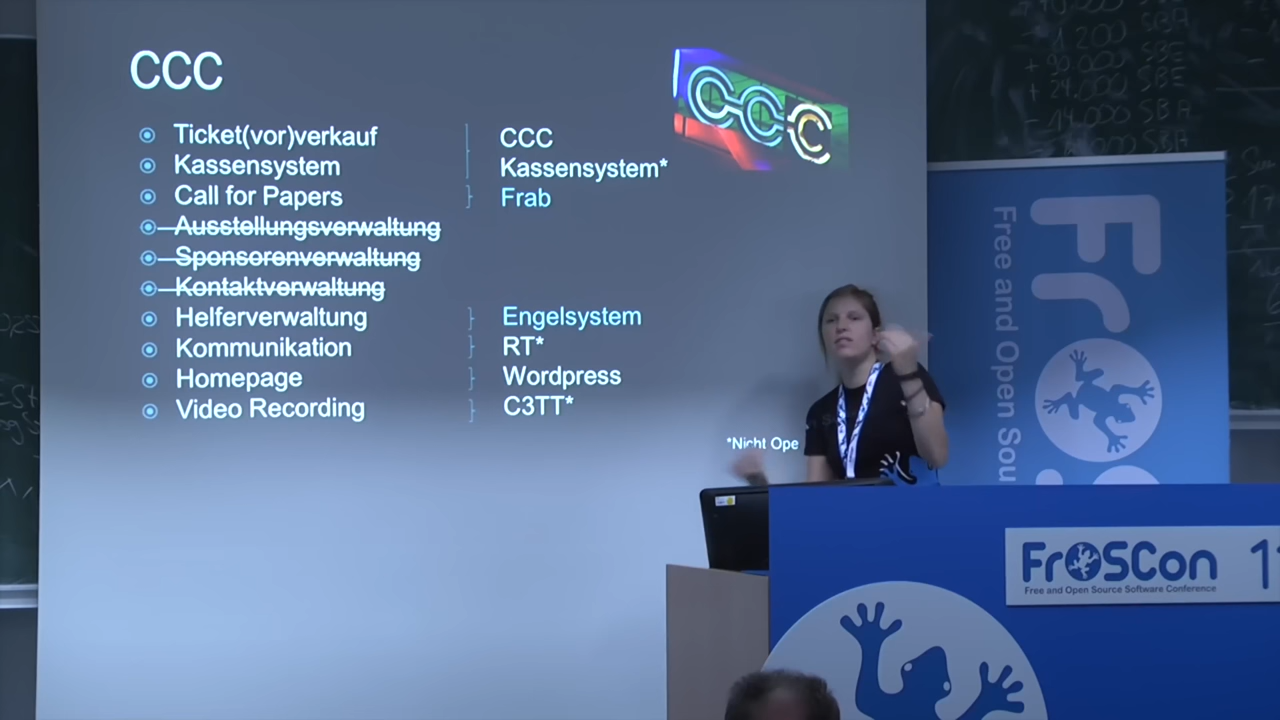 CCC
Ticket(vor)verkauf
Kassensystem
CCC
Kassensystem*
Call for Papers
Frab
Ausstellungsverwaltung
Sponsorenverwaltung
Kontaktverwaltung
Helferverwaltung
Engelsystem
Kommunikation
RT*
Homepage
Wordpress
Video Recording
C3TT*
*Nicht Ope
CCC
Free and Open Sou
FrOSCon
Free and Open Source Software Conference